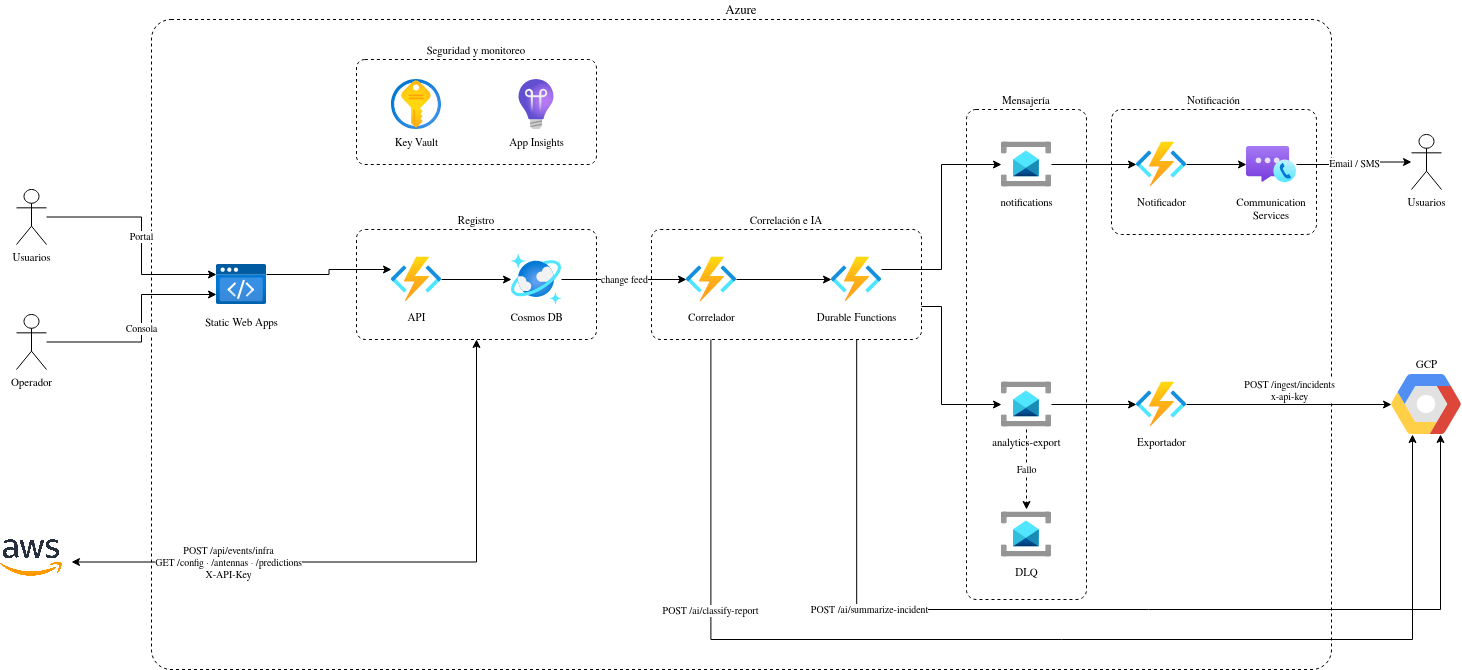 Azure
Seguridad y monitoreo
Key Vault
App Insights
Mensajería
Notificación
notifications
Notificador
Communication
Services
Email / SMS
Usuarios
Usuarios
Portal
Operador
Consola
Static Web Apps
Registro
API
Cosmos DB
change feed
Correlación e IA
Correlador
Durable Functions
analytics-export
Fallo
DLQ
Exportador
POST /ingest/incidents
x-api-key
GCP
aws
POST /api/events/infra
GET /config · /antennas · /predictions
X-API-Key
POST /ai/classify-report
POST /ai/summarize-incident